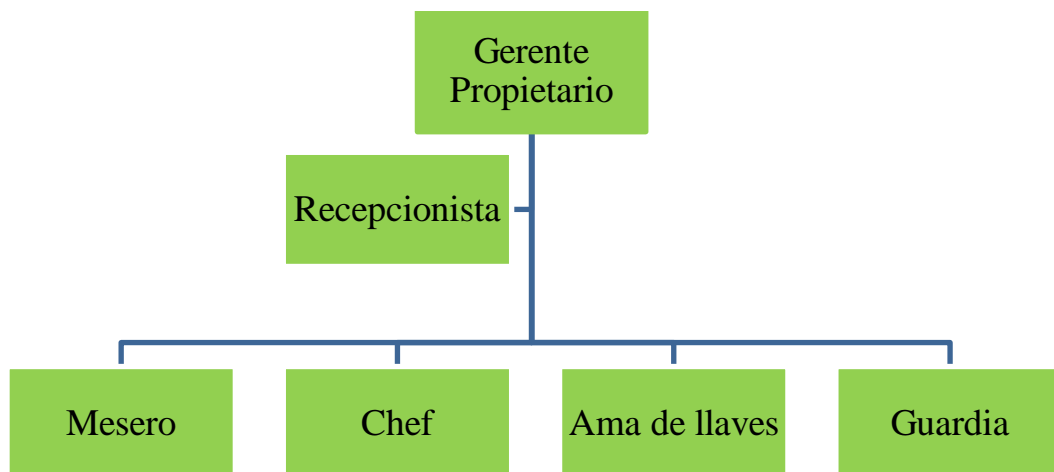 Gerente
Propietario
Recepcionista
Mesero
Chef
Ama de llaves
Guardia